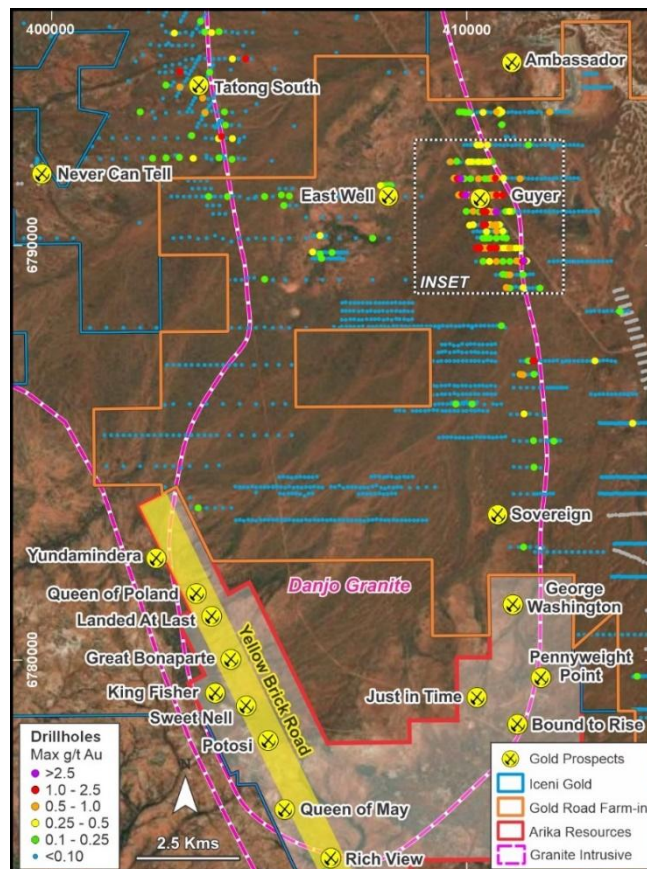 400000
410000
Ambassador
Tatong South
Never Can Tell
East Well
Guyer
6790000
INSET
Sovereign
Yundamindera
Danjo Granite
George
Washington
Queen of Poland
Landed At Last
Yellow Brick Road
Great Bonaparte
6780000
Pennyweight
Point
King Fisher
Just in Time
Sweet Nell
Bound to Rise
Potosi
Queen of May
Rich View
Drillholes
Max g/t Au
>2.5
1.0 - 2.5
0.5 - 1.0
0.25 - 0.5
0.1 - 0.25
<0.10
2.5 Kms
Gold Prospects
Iceni Gold
Gold Road Farm-in
Arika Resources
Granite Intrusive